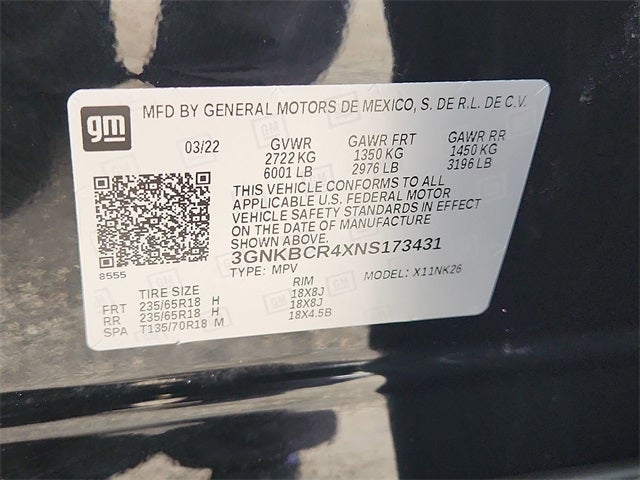 gm
MFD BY GENERAL MOTORS DE MEXICO, S. DE R.L. DE C.V.
03/22 GVWR GAWR FRT GAWR RR
2722 KG 1350 KG 1450 KG
6001 LB 2976 LB 3196 LB
THIS VEHICLE CONFORMS TO ALL
APPLICABLE U.S. FEDERAL MOTOR
VEHICLE SAFETY STANDARDS IN EFFECT
ON THE DATE OF MANUFACTURE
SHOWN ABOVE
3GNKBCR4XNS173431
8555
TYPE: MPV MODEL: X11NK26
TIRE SIZE RIM
FRT 235/65R18 H 18X8J
RR 235/65R18 H 18X8J
SPA T135/70R18 M 18X4.5B